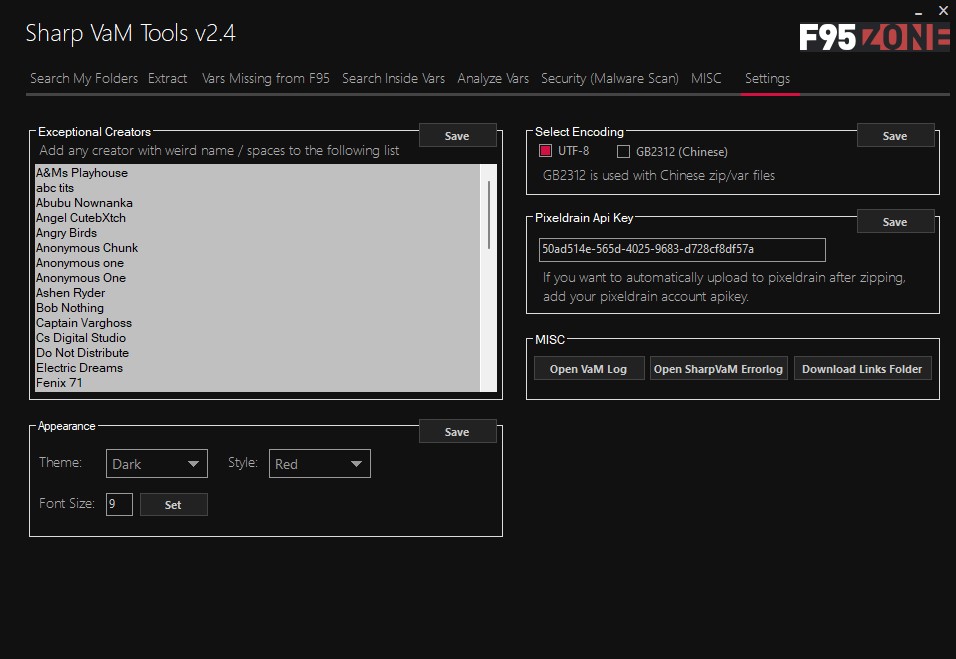 Sharp VaM Tools v2.4
F95 ZONE
Search My Folders Extract Vars Missing from F95 Search Inside Vars Analyze Vars Security (Malware Scan) MISC Settings
Exceptional Creators
Save
Add any creator with weird name / spaces to the following list
A&Ms Playhouse
abc tits
Abubu Nownanka
Angel CutebXtch
Angry Birds
Anonymous Chunk
Anonymous one
Anonymous One
Ashen Ryder
Bob Nothing
Captain Varghoss
Cs Digital Studio
Do Not Distribute
Electric Dreams
Fenix 71
Appearance
Save
Theme: Dark Style: Red
Font Size: 9 Set
Select Encoding
Save
UTF-8 GB2312 (Chinese)
GB2312 is used with Chinese zip/var files
Pixeldrain Api Key
Save
50ad514e-565d-4025-9683-d728cf8df57a
If you want to automatically upload to pixeldrain after zipping,
add your pixeldrain account apikey.
MISC
Open VaM Log Open SharpVaM Errorlog Download Links Folder